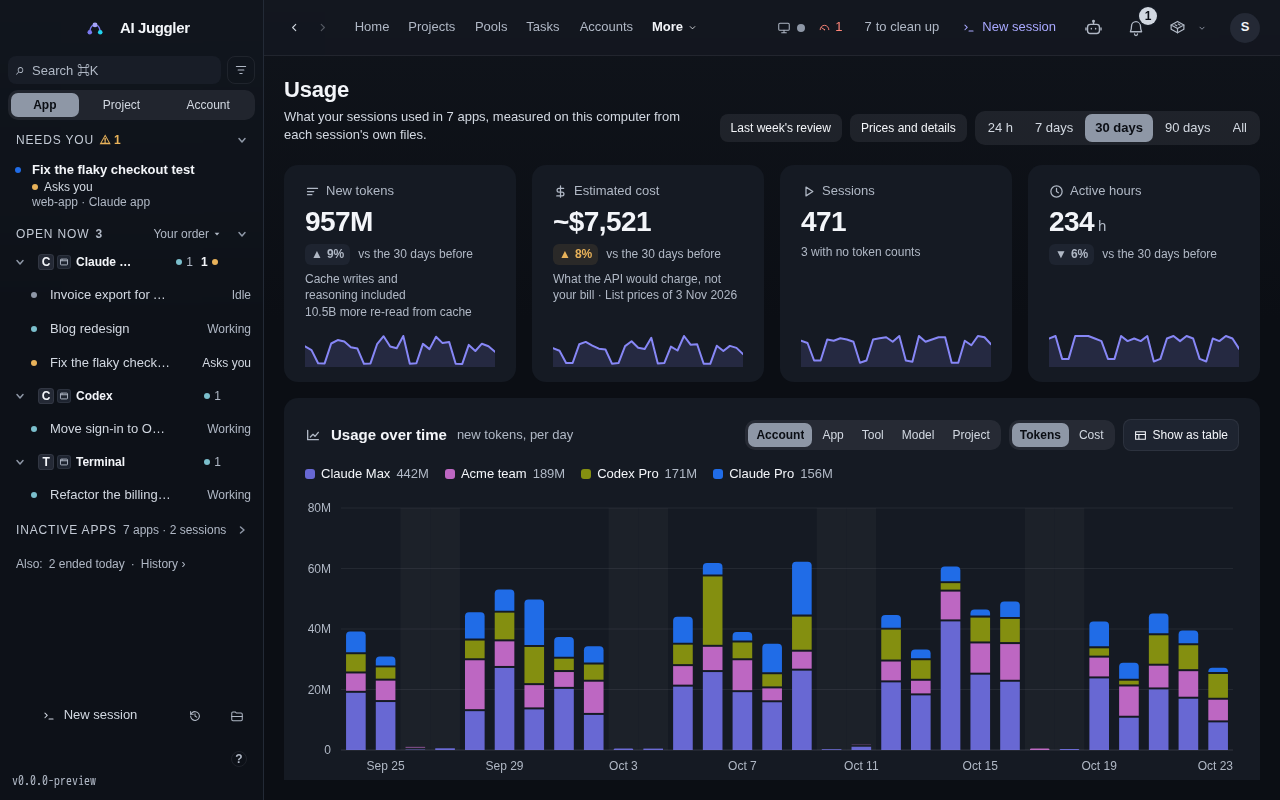 AI Juggler
Search ⌘K
App Project Account
NEEDS YOU 1
Fix the flaky checkout test
Asks you
web-app · Claude app
OPEN NOW 3 Your order
C Claude ... 1 1
Invoice export for ... Idle
Blog redesign Working
Fix the flaky check... Asks you
C Codex 1
Move sign-in to O... Working
T Terminal 1
Refactor the billing... Working
INACTIVE APPS 7 apps · 2 sessions
Also: 2 ended today · History ›
New session
?
v0.0.0-preview
Home Projects Pools Tasks Accounts More
1 7 to clean up New session 1 S
Usage
What your sessions used in 7 apps, measured on this computer from
each session's own files.
Last week's review Prices and details 24 h 7 days 30 days 90 days All
New tokens
957M
▲ 9% vs the 30 days before
Cache writes and
reasoning included
10.5B more re-read from cache
Estimated cost
~$7,521
▲ 8% vs the 30 days before
What the API would charge, not
your bill · List prices of 3 Nov 2026
Sessions
471
3 with no token counts
Active hours
234 h
▼ 6% vs the 30 days before
Usage over time new tokens, per day
Account App Tool Model Project Tokens Cost Show as table
Claude Max 442M Acme team 189M Codex Pro 171M Claude Pro 156M
80M
60M
40M
20M
0
Sep 25 Sep 29 Oct 3 Oct 7 Oct 11 Oct 15 Oct 19 Oct 23